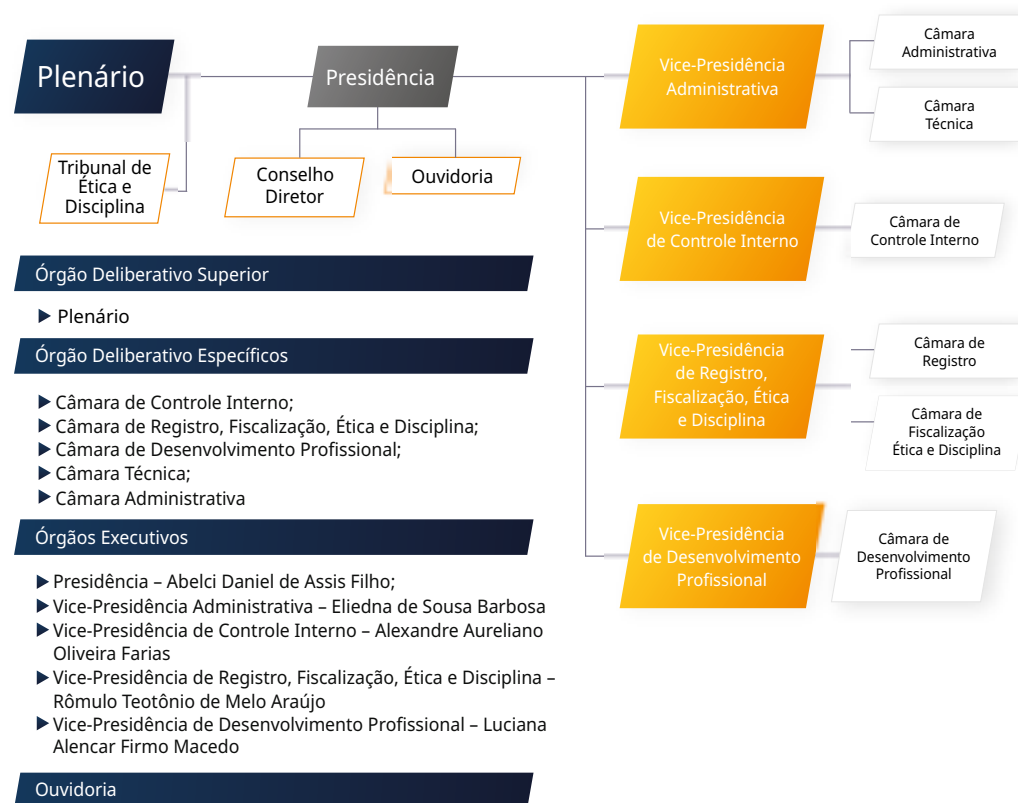 Plenário
Presidência
Tribunal de
Ética e
Disciplina
Conselho
Diretor
Ouvidoria
Vice-Presidência
Administrativa
Câmara
Administrativa
Câmara
Técnica
Vice-Presidência
de Controle Interno
Câmara de
Controle Interno
Vice-Presidência
de Registro,
Fiscalização, Ética
e Disciplina
Câmara de
Registro
Câmara de
Fiscalização
Ética e Disciplina
Vice-Presidência
de Desenvolvimento
Profissional
Câmara de
Desenvolvimento
Profissional
Órgão Deliberativo Superior
Plenário
Órgão Deliberativo Específicos
Câmara de Controle Interno;
Câmara de Registro, Fiscalização, Ética e Disciplina;
Câmara de Desenvolvimento Profissional;
Câmara Técnica;
Câmara Administrativa
Órgãos Executivos
Presidência – Abelci Daniel de Assis Filho;
Vice-Presidência Administrativa – Eliedna de Sousa Barbosa
Vice-Presidência de Controle Interno – Alexandre Aureliano
Oliveira Farias
Vice-Presidência de Registro, Fiscalização, Ética e Disciplina –
Rômulo Teotônio de Melo Araújo
Vice-Presidência de Desenvolvimento Profissional – Luciana
Alencar Firmo Macedo
Ouvidoria